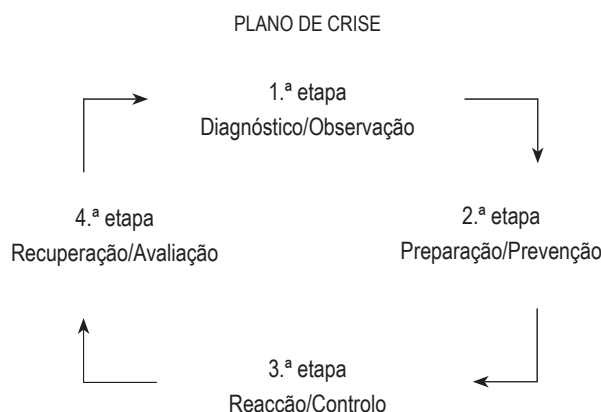 PLANO DE CRISE
1.ª etapa
Diagnóstico/Observação
4.ª etapa
Recuperação/Avaliação
2.ª etapa
Preparação/Prevenção
3.ª etapa
Reacção/Controlo